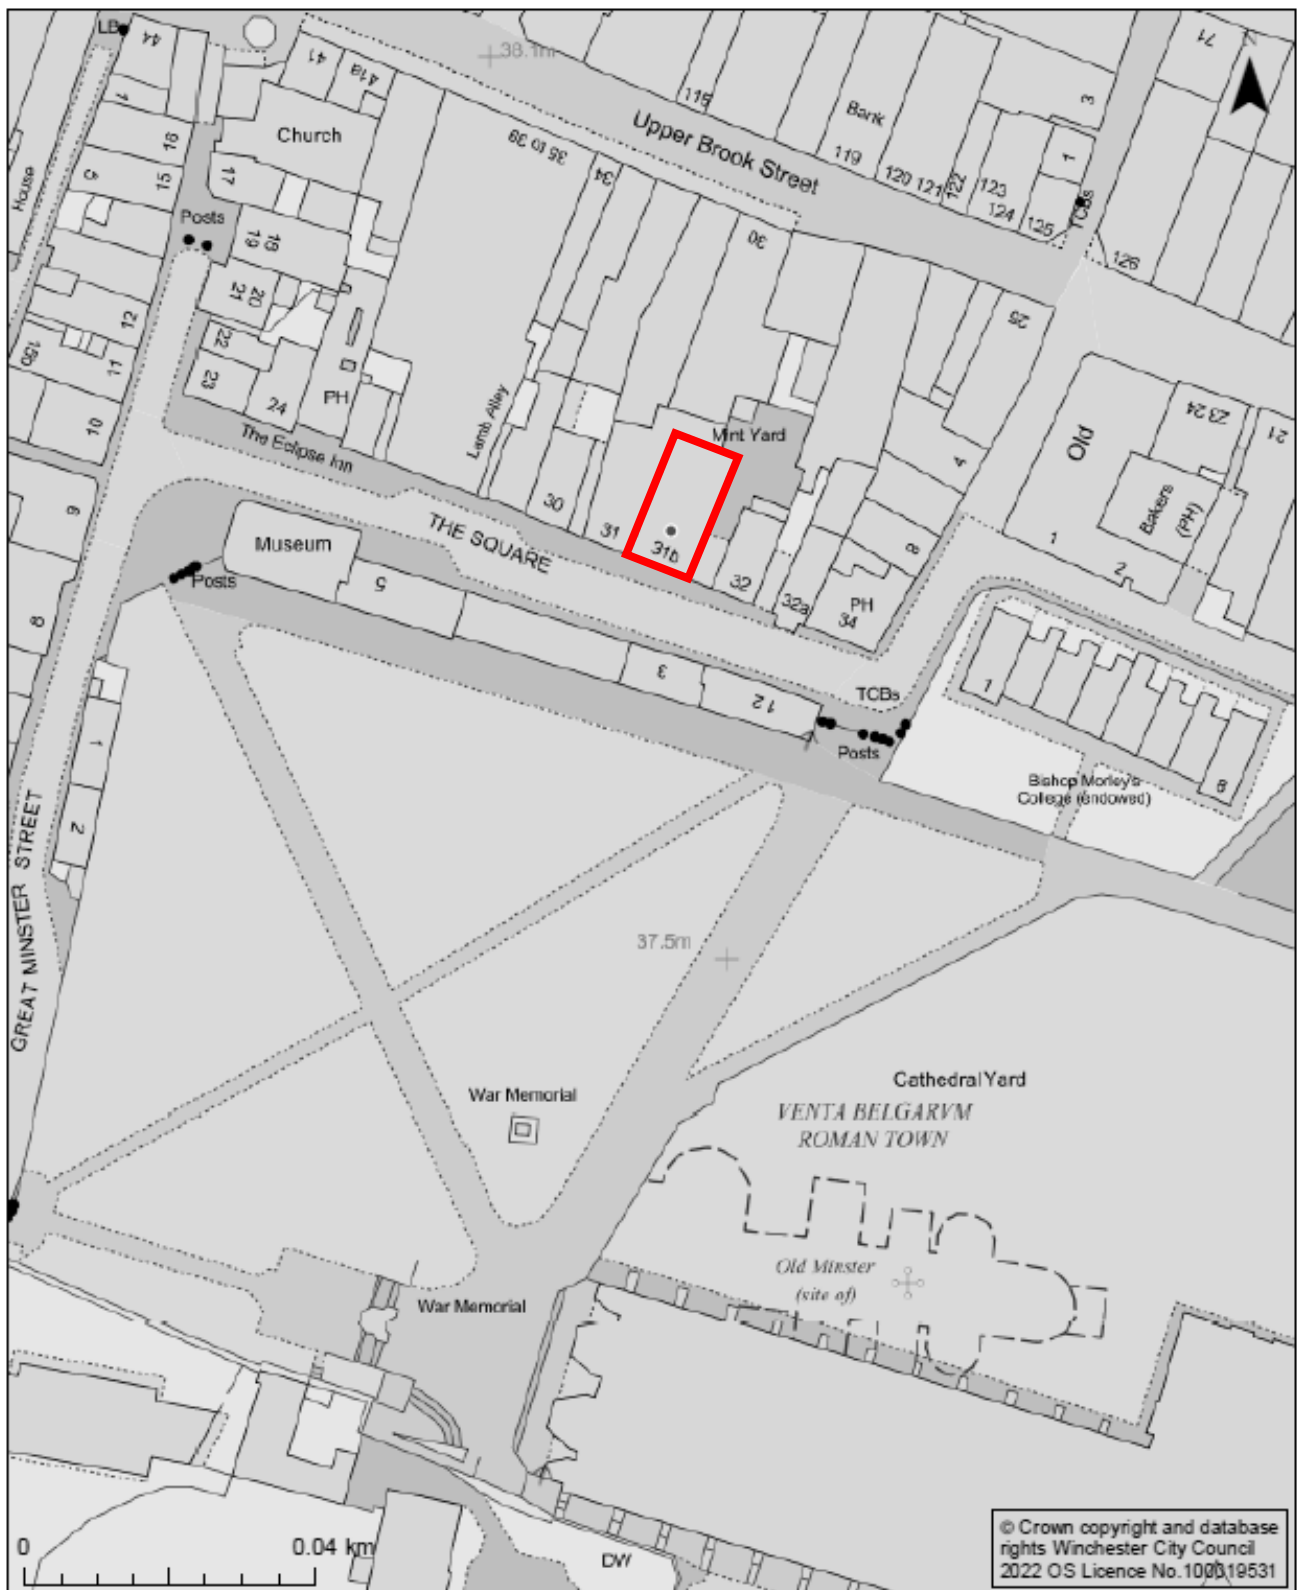 LB
44
41
41a
38.1m
71
N
115
Bank
3
1
16
Church
35 to 39
Upper Brook Street
119
1
House
9
15
17
34
120
121
122
123
TCBs
124
Posts
18
19
30
125
126
20
21
12
25
15b
11
22
23
PH
24
Lamb Alley
Old
23 24
21
10
The Eclipse Inn
Mint Yard
4
Bakers
(PH)
30
9
THE SQUARE
31
31b
1
8
Museum
32
2
Posts
5
32a
PH
34
8
3
1 2
TCBs
1
Posts
1
Bishop Morley's
College (endowed)
8
2
GREAT MINSTER STREET
37.5m
War Memorial
Cathedral Yard
VENTA BELGARVM
ROMAN TOWN
Old Minster
(site of)
War Memorial
0
0.04 km
DW
© Crown copyright and database
rights Winchester City Council
2022 OS Licence No.100019531